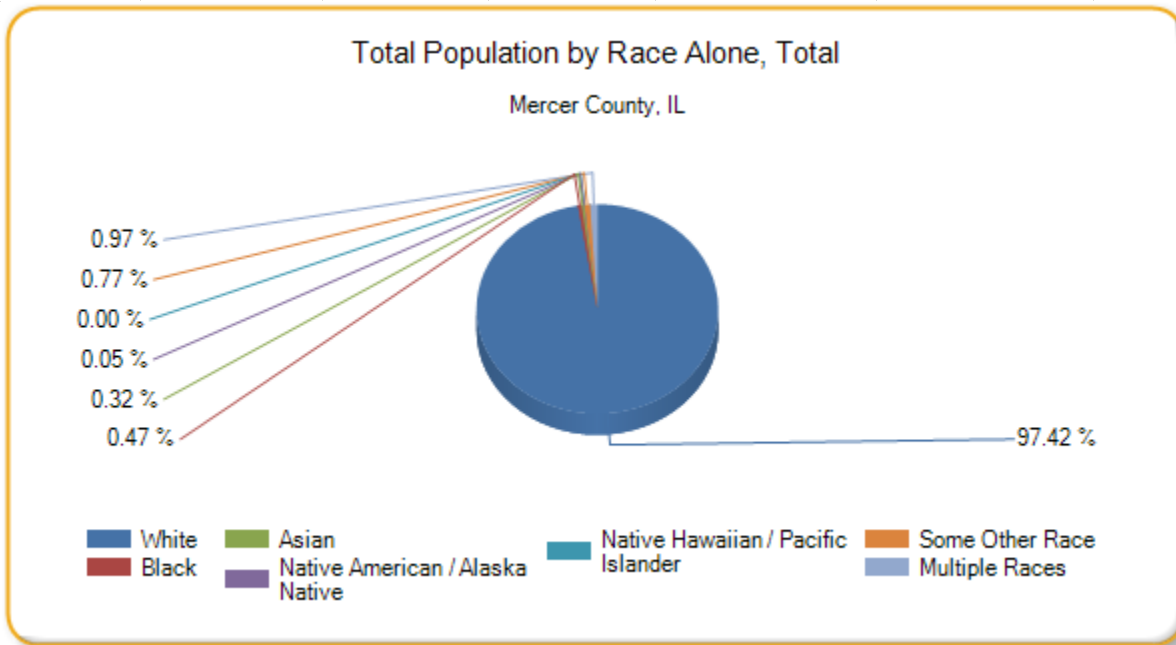 Total Population by Race Alone, Total
Mercer County, IL
0.97 %
0.77 %
0.00 %
0.05 %
0.32 %
0.47 %
97.42 %
White
Black
Asian
Native American / Alaska
Native
Native Hawaiian / Pacific
Islander
Some Other Race
Multiple Races